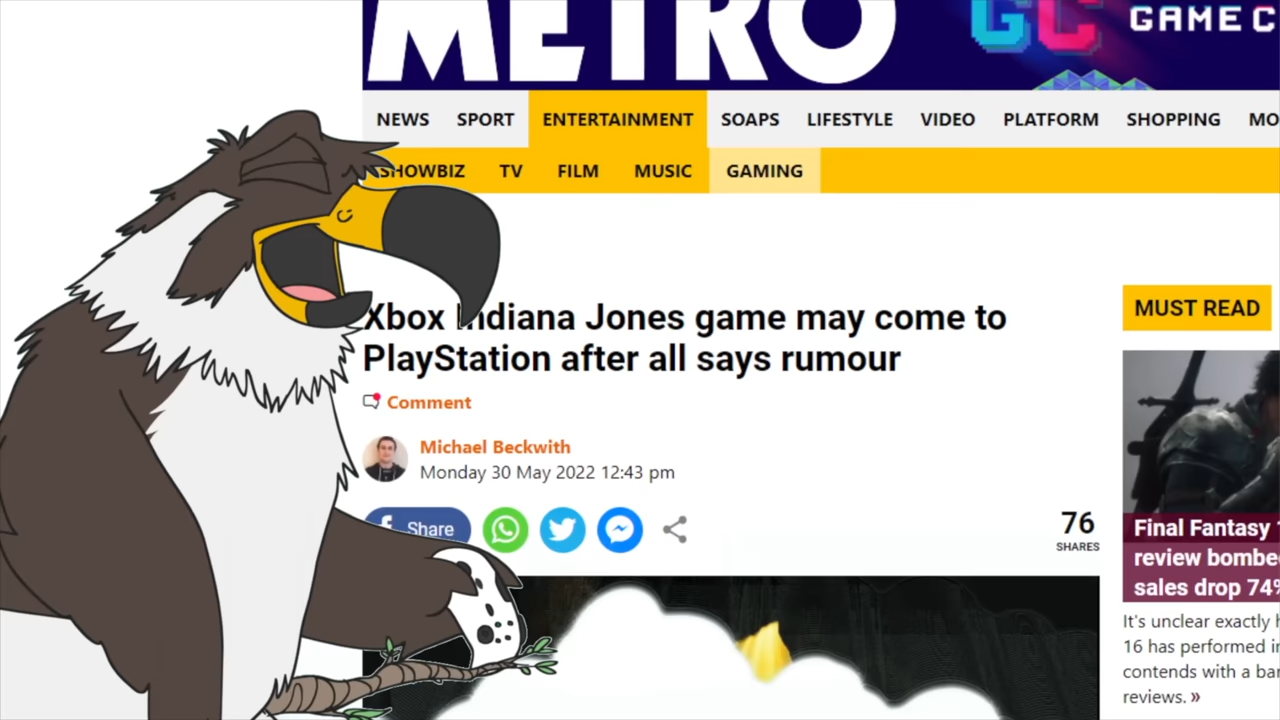 METRO
GC GAME C
NEWS SPORT ENTERTAINMENT SOAPS LIFESTYLE VIDEO PLATFORM SHOPPING MO
SHOWBIZ TV FILM MUSIC GAMING
Xbox Indiana Jones game may come to
PlayStation after all says rumour
Comment
Michael Beckwith
Monday 30 May 2022 12:43 pm
Share
76
SHARES
MUST READ
Final Fantasy
review bombe
sales drop 74%
It's unclear exactly h
16 has performed in
contends with a bar
reviews. »